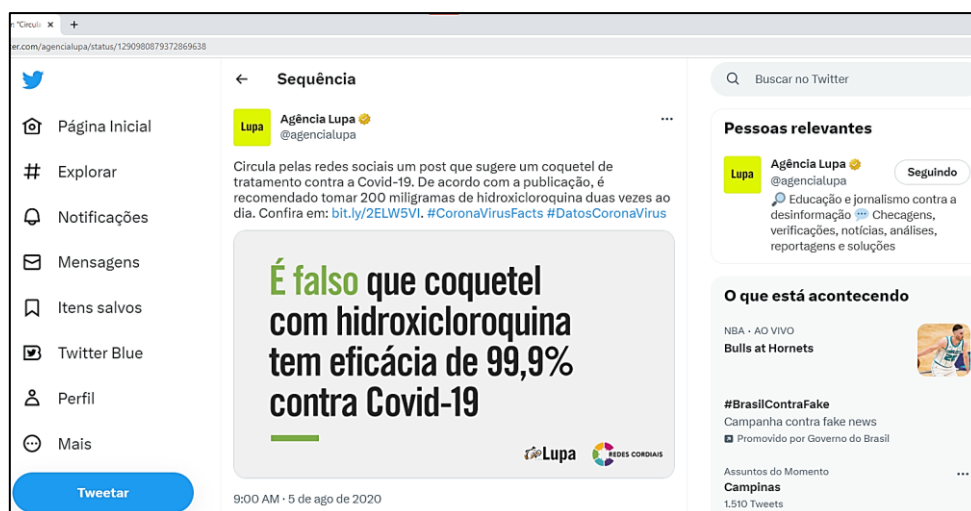 "Circula
er.com/agencialupa/status/1290980879372869638
Página Inicial
Explorar
Notificações
Mensagens
Itens salvos
Twitter Blue
Perfil
Mais
Tweetar
Sequência
Lupa
Agência Lupa
@agencialupa
Circula pelas redes sociais um post que sugere um coquetel de
tratamento contra a Covid-19. De acordo com a publicação, é
recomendado tomar 200 miligramas de hidroxicloroquina duas vezes ao
dia. Confira em: bit.ly/2ELW5VI. #CoronaVirusFacts #DatosCoronaVirus
É falso que coquetel
com hidroxicloroquina
tem eficácia de 99,9%
contra Covid-19
Lupa
REDES CORDIAIS
9:00 AM · 5 de ago de 2020
Buscar no Twitter
Pessoas relevantes
Lupa
Agência Lupa
@agencialupa
Seguindo
Educação e jornalismo contra a
desinformação Checagens,
verificações, notícias, análises,
reportagens e soluções
O que está acontecendo
NBA · AO VIVO
Bulls at Hornets
#BrasilContraFake
Campanha contra fake news
Promovido por Governo do Brasil
Assuntos do Momento
Campinas
1.510 Tweets